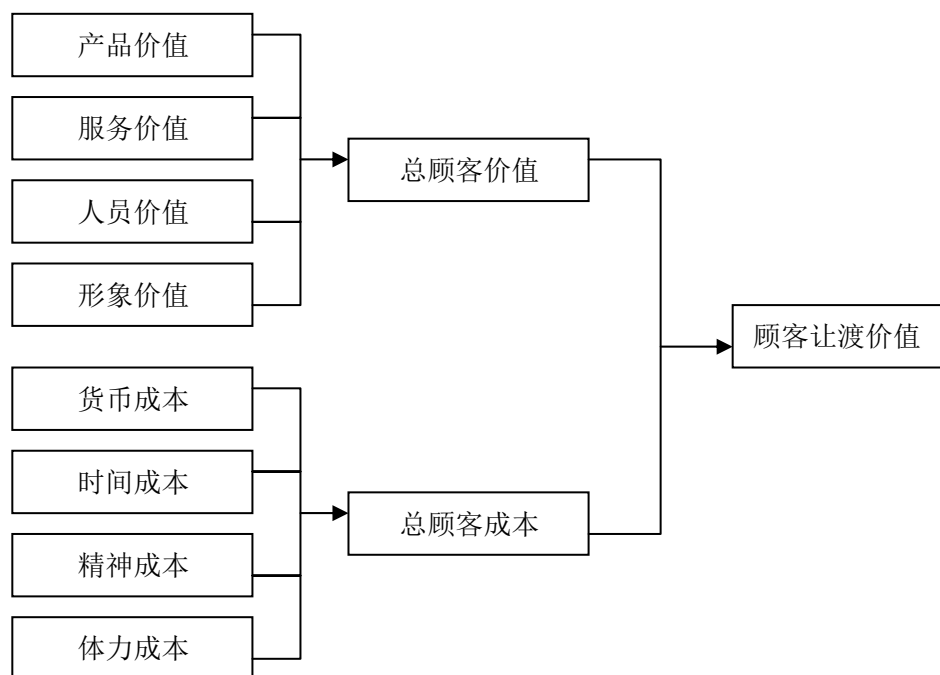 产品价值
服务价值
人员价值
形象价值
总顾客价值
顾客让渡价值
货币成本
时间成本
精神成本
体力成本
总顾客成本